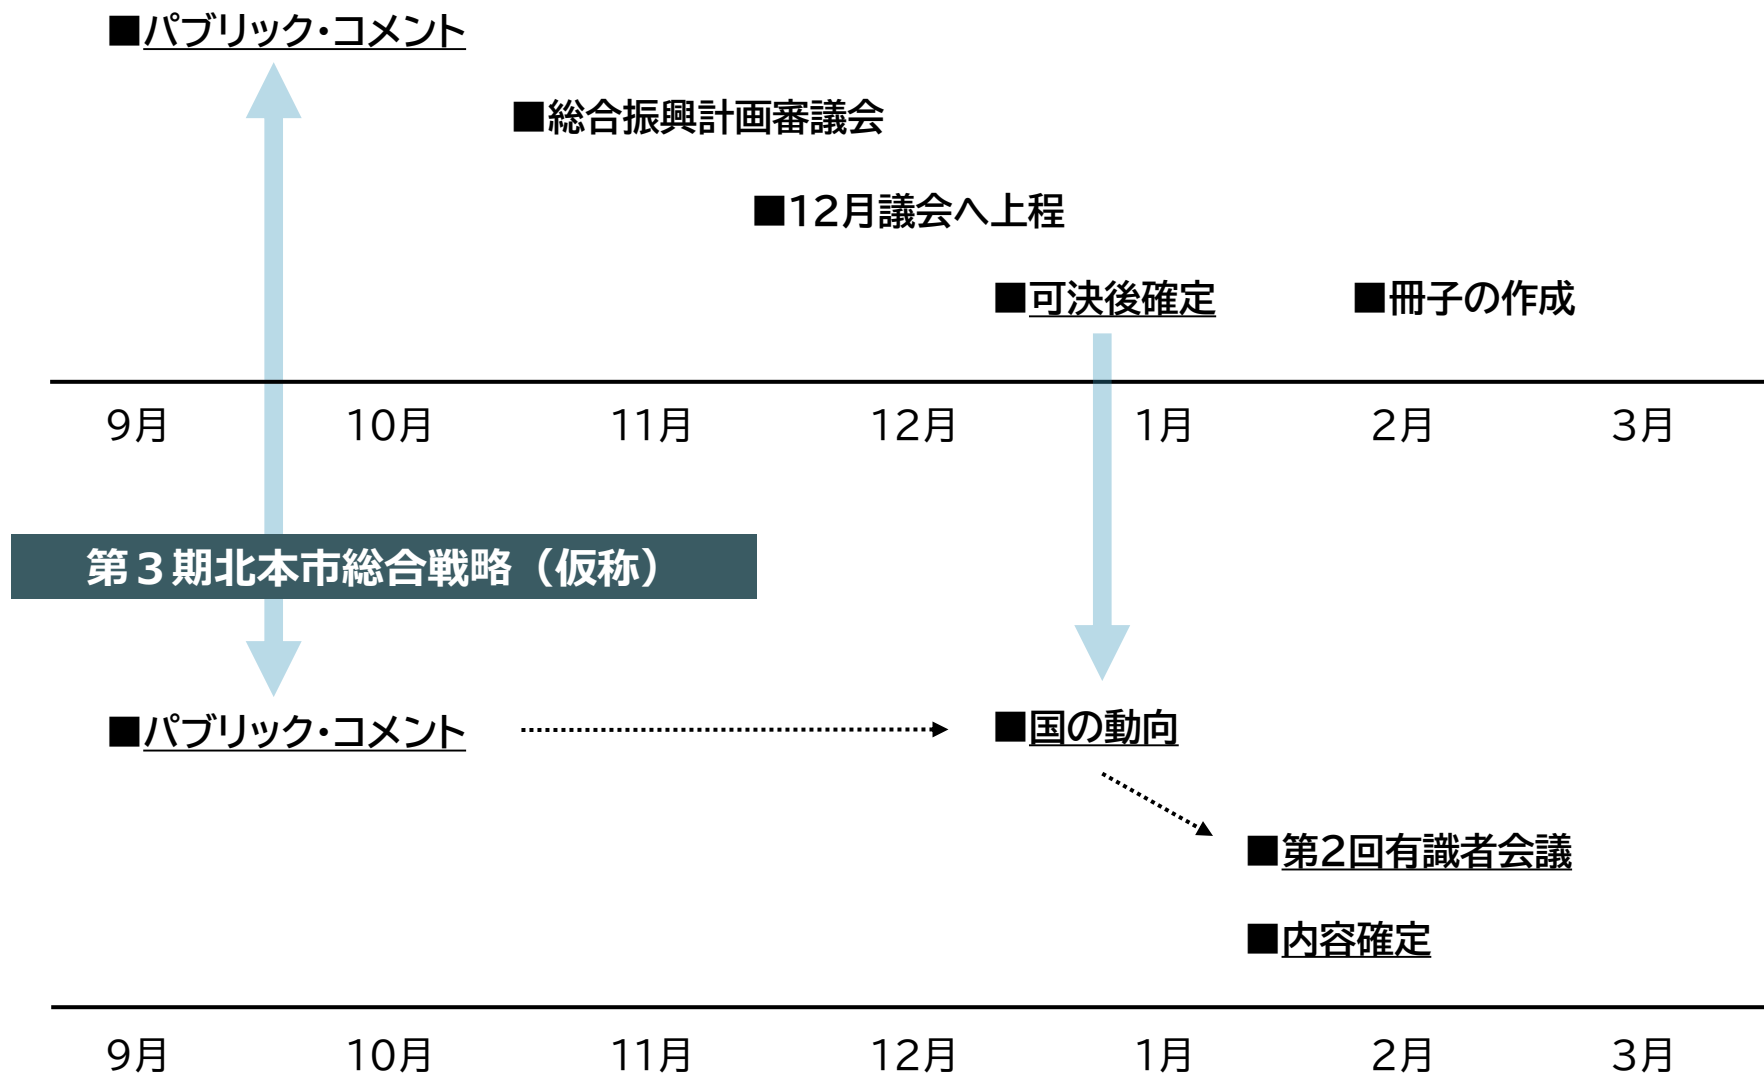 ■パブリック・コメント
■総合振興計画審議会
■12月議会へ上程
■可決後確定 ■冊子の作成
9月 10月 11月 12月 1月 2月 3月
第3期北本市総合戦略（仮称）
■パブリック・コメント ■国の動向
■第2回有識者会議
■内容確定
9月 10月 11月 12月 1月 2月 3月